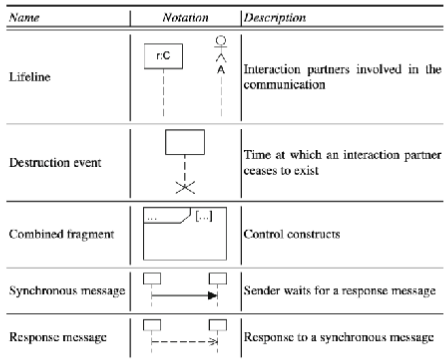 Name Notation Description
r:C
A
Lifeline
Interaction partners involved in the
communication
Destruction event
Time at which an interaction partner
ceases to exist
... [...]
Combined fragment
Control constructs
Synchronous message
Sender waits for a response message
Response message
Response to a synchronous message